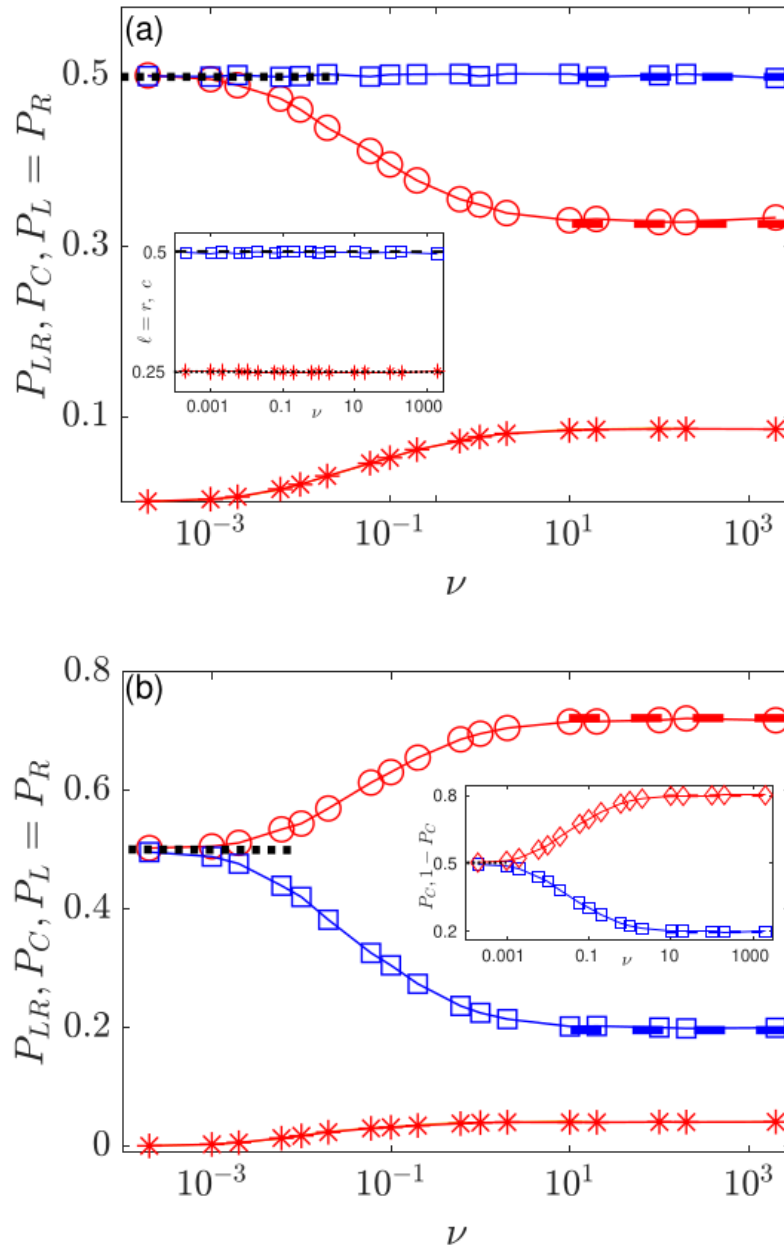 (a)
P_{LR}, P_C, P_L = P_R
0.5
0.3
0.1
ℓ = r, c
0.5
0.25
0.001 0.1 10 1000
ν
10^{-3} 10^{-1} 10^{1} 10^{3}
ν
(b)
P_{LR}, P_C, P_L = P_R
0.8
0.6
0.4
0.2
0
P_C, 1 − P_C
0.8
0.5
0.2
0.001 0.1 10 1000
ν
10^{-3} 10^{-1} 10^{1} 10^{3}
ν